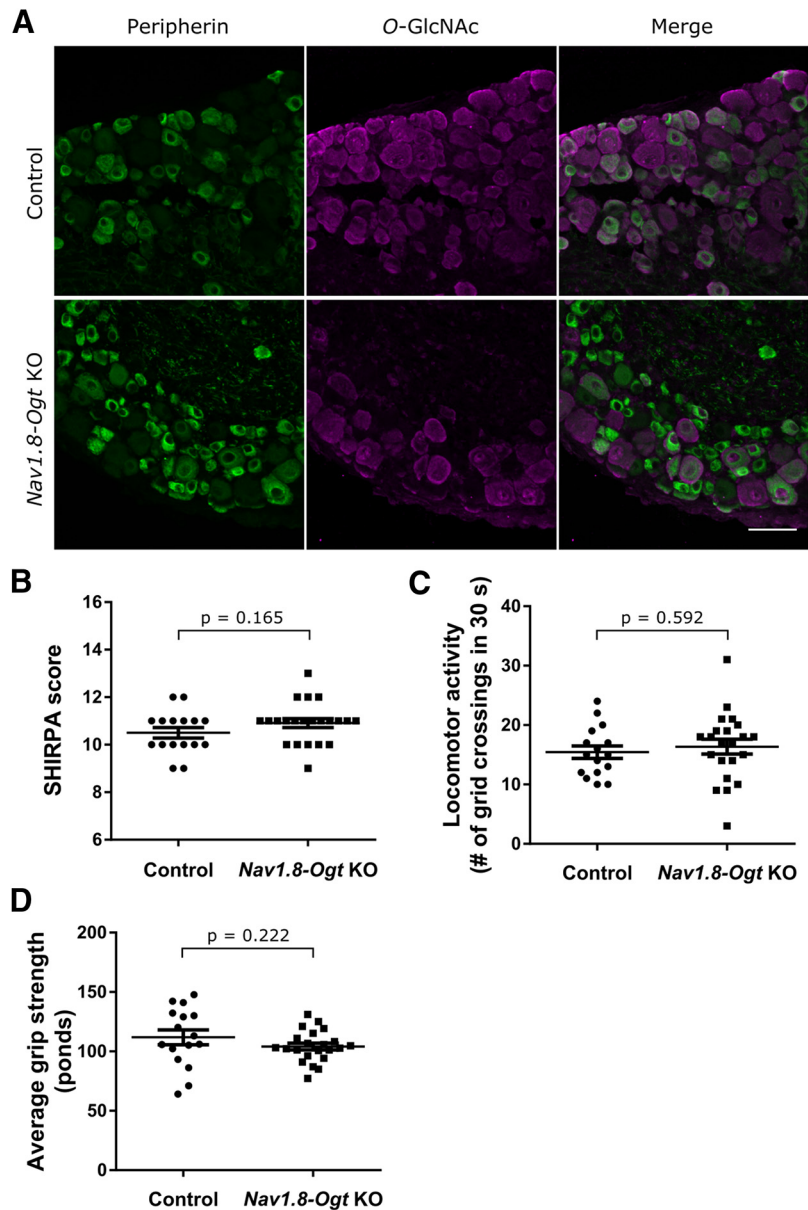 A
Peripherin
O-GlcNAc
Merge
Control
Nav1.8-Ogt KO
B
SHIRPA score
16
14
12
10
8
6
p = 0.165
Control
Nav1.8-Ogt KO
C
Locomotor activity
(# of grid crossings in 30 s)
40
30
20
10
0
p = 0.592
Control
Nav1.8-Ogt KO
D
Average grip strength
(ponds)
200
150
100
50
0
p = 0.222
Control
Nav1.8-Ogt KO